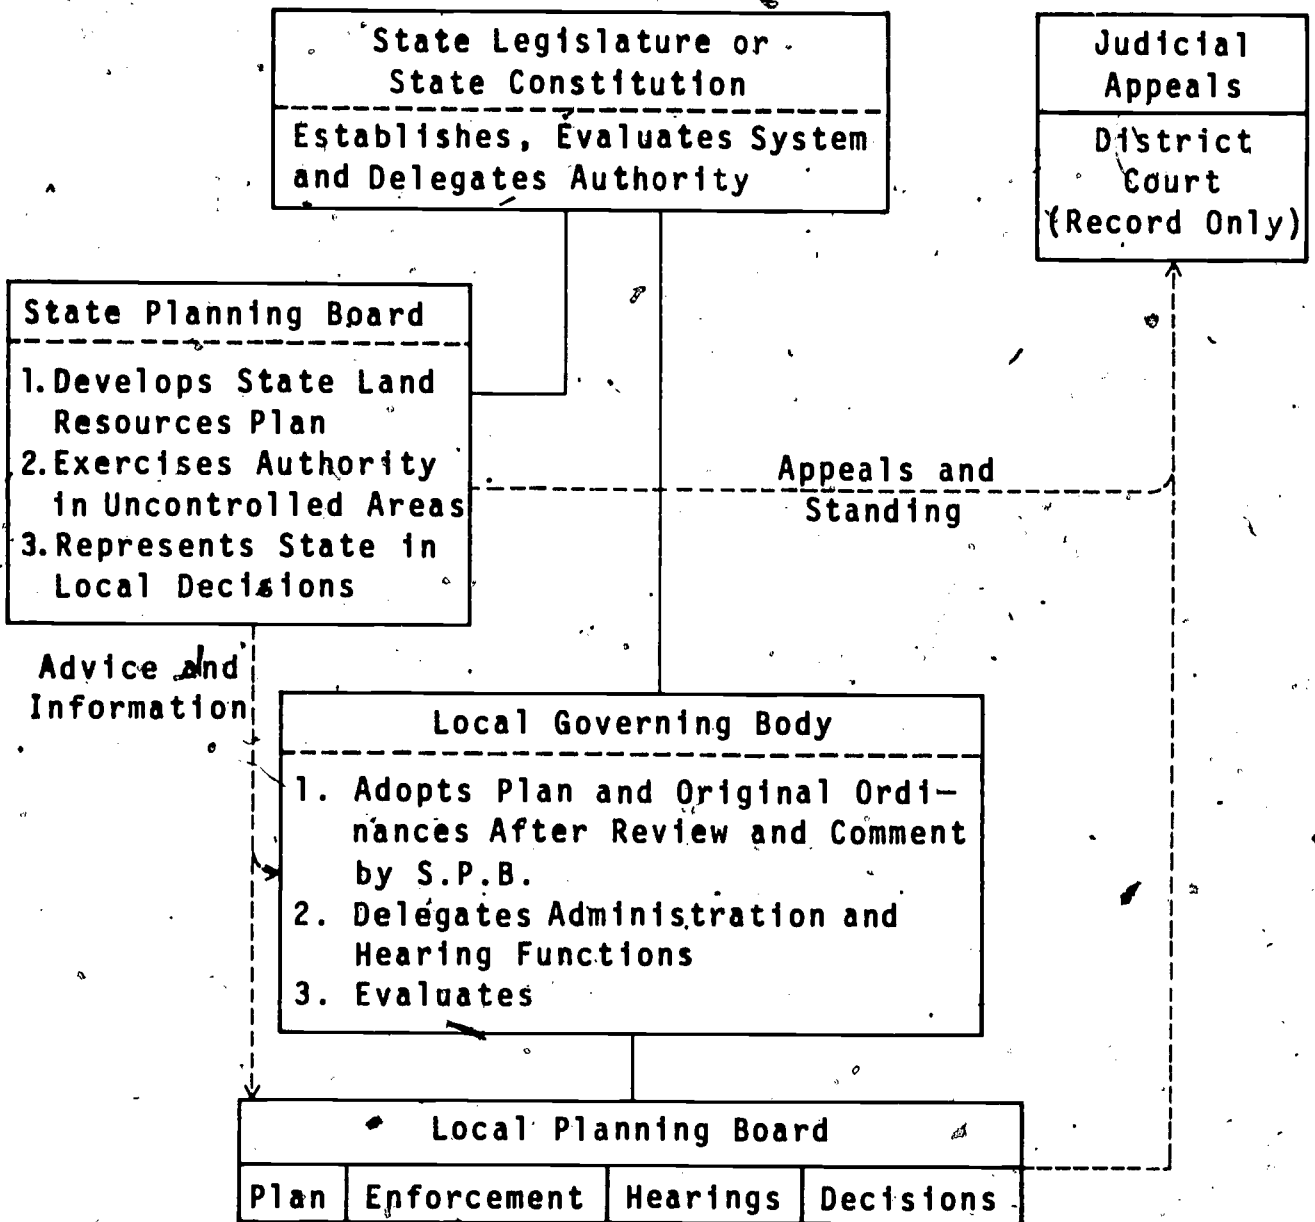 State Legislature or
State Constitution
Establishes, Evaluates System
and Delegates Authority
Judicial
Appeals
District
Court
(Record Only)
State Planning Board
1. Develops State Land
Resources Plan
2. Exercises Authority
in Uncontrolled Areas
3. Represents State in
Local Decisions
Appeals and
Standing
Advice and
Information
Local Governing Body
1. Adopts Plan and Original Ordi-
nances After Review and Comment
by S.P.B.
2. Delegates Administration and
Hearing Functions
3. Evaluates
Local Planning Board
Plan Enforcement Hearings Decisions